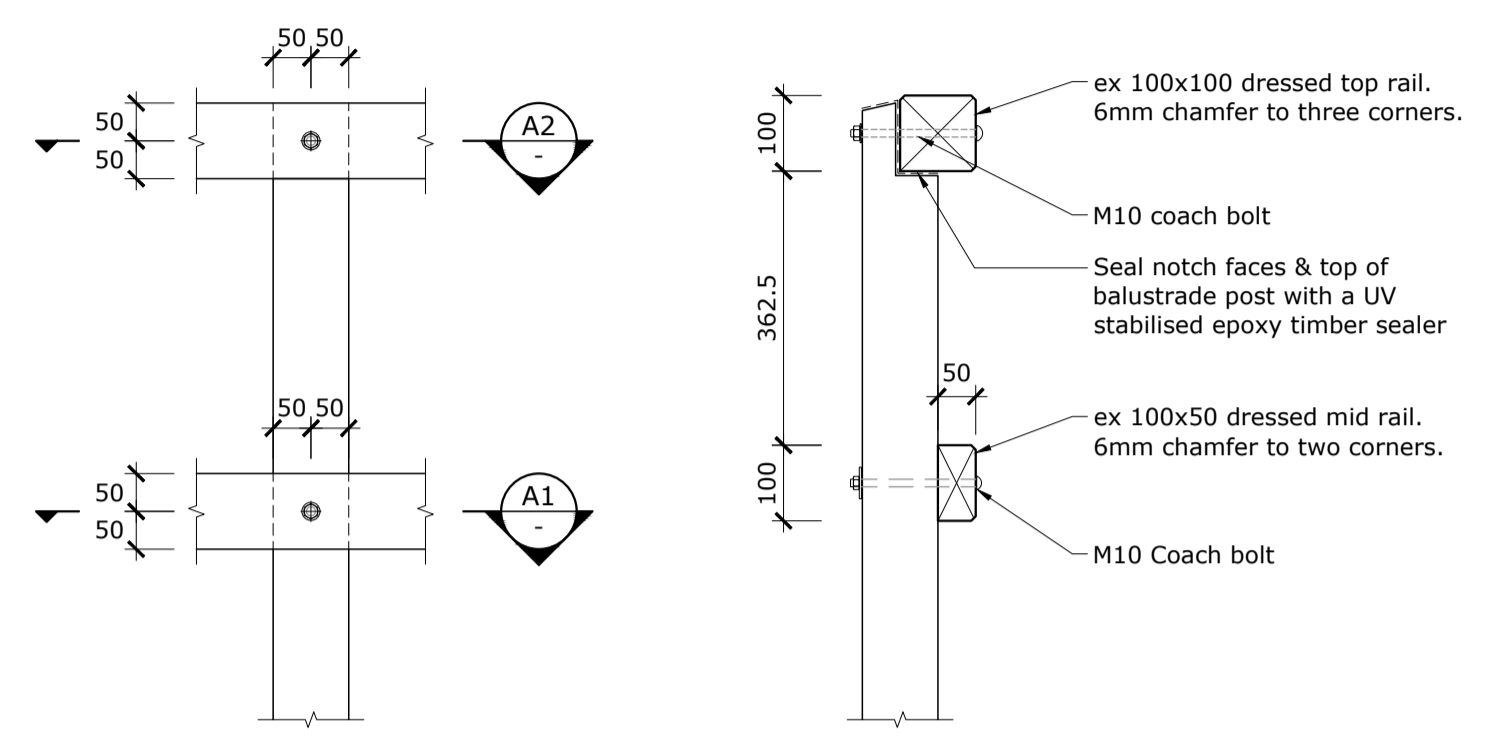 50 50
50
50
A2
-
50 50
50
50
A1
-
100
362.5
50
100
ex 100x100 dressed top rail.
6mm chamfer to three corners.
M10 coach bolt
Seal notch faces & top of
balustrade post with a UV
stabilised epoxy timber sealer
ex 100x50 dressed mid rail.
6mm chamfer to two corners.
M10 Coach bolt